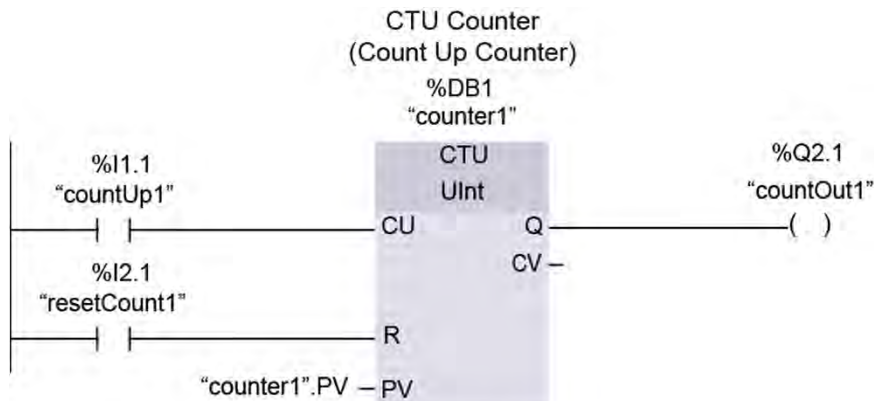 CTU Counter
(Count Up Counter)
%DB1
“counter1”
CTU
UInt
%I1.1
“countUp1”
CU
Q
%Q2.1
“countOut1”
( )
CV
%I2.1
“resetCount1”
R
“counter1”.PV
PV